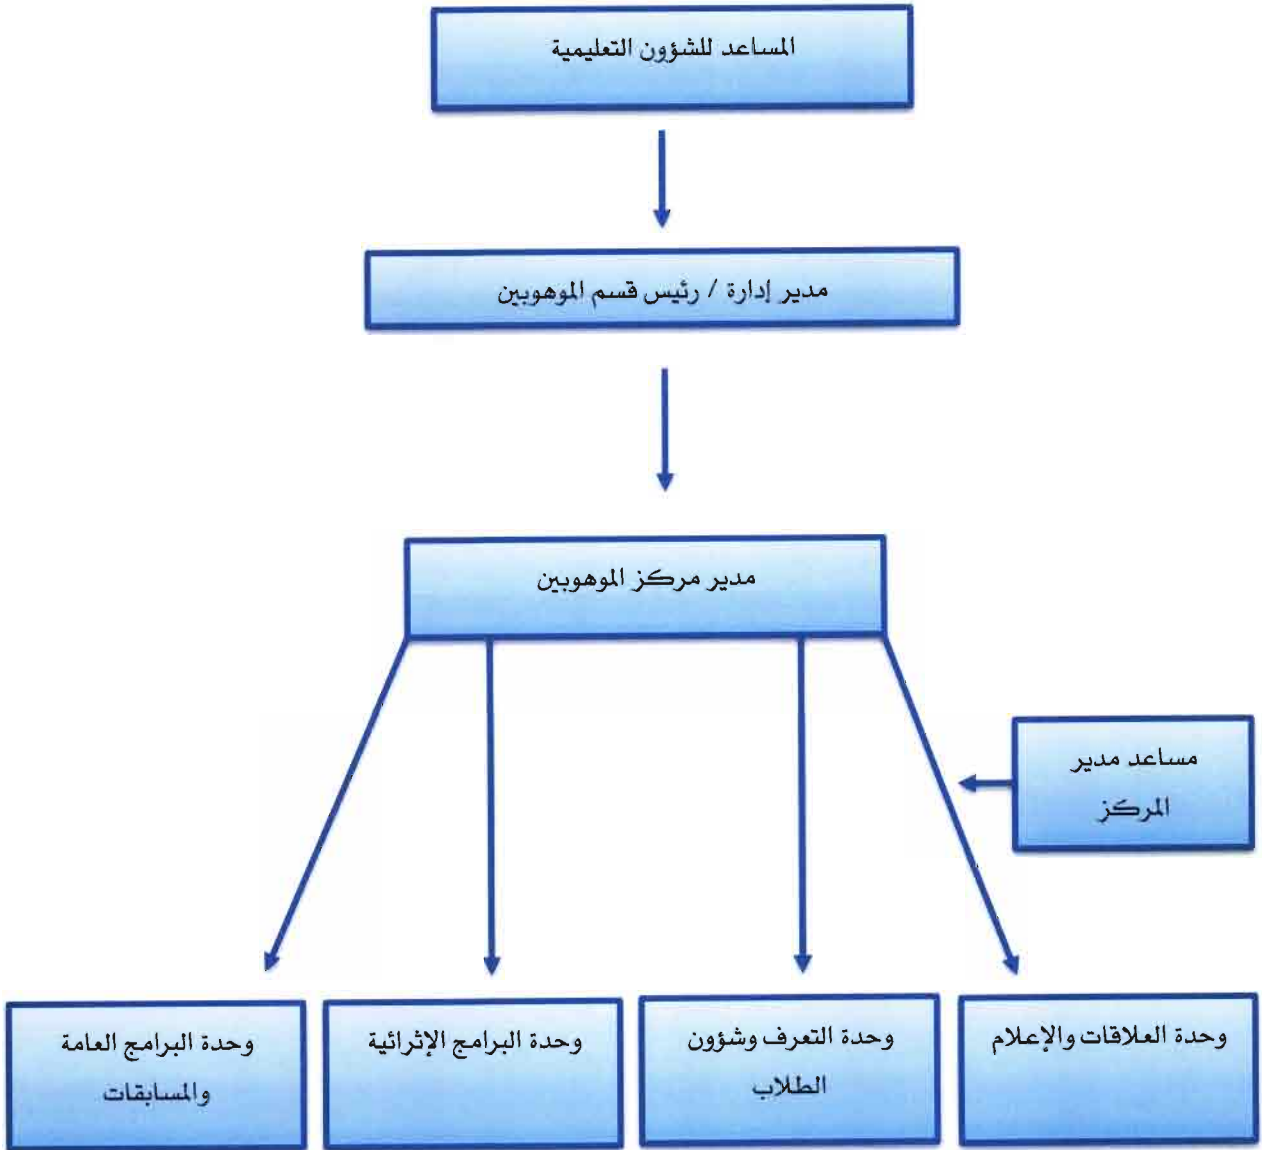 المساعد للشؤون التعليمية
مدير إدارة / رئيس قسم الموهوبين
مدير مركز الموهوبين
مساعد مدير
المركز
وحدة العلاقات والإعلام
وحدة التعرف وشؤون
الطلاب
وحدة البرامج الإثرائية
وحدة البرامج العامة
والمسابقات